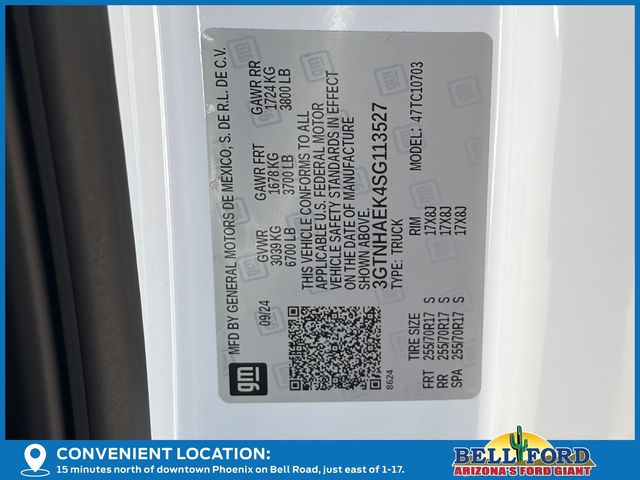 MFD BY GENERAL MOTORS DE MÉXICO, S. DE R.L. DE C.V.
09/24 GVWR GAWR FRT GAWR RR
3039 KG 1678 KG 1724 KG
6700 LB 3700 LB 3800 LB
THIS VEHICLE CONFORMS TO ALL
APPLICABLE U.S. FEDERAL MOTOR
VEHICLE SAFETY STANDARDS IN EFFECT
ON THE DATE OF MANUFACTURE
SHOWN ABOVE.
3GTNHAEK4SG113527
TYPE: TRUCK MODEL: 47TC10703
gm
8624
TIRE SIZE RIM
FRT 255/70R17 S 17X8J
RR 255/70R17 S 17X8J
SPA 255/70R17 S 17X8J
CONVENIENT LOCATION:
15 minutes north of downtown Phoenix on Bell Road, just east of 1-17.
BELL FORD
ARIZONA'S FORD GIANT